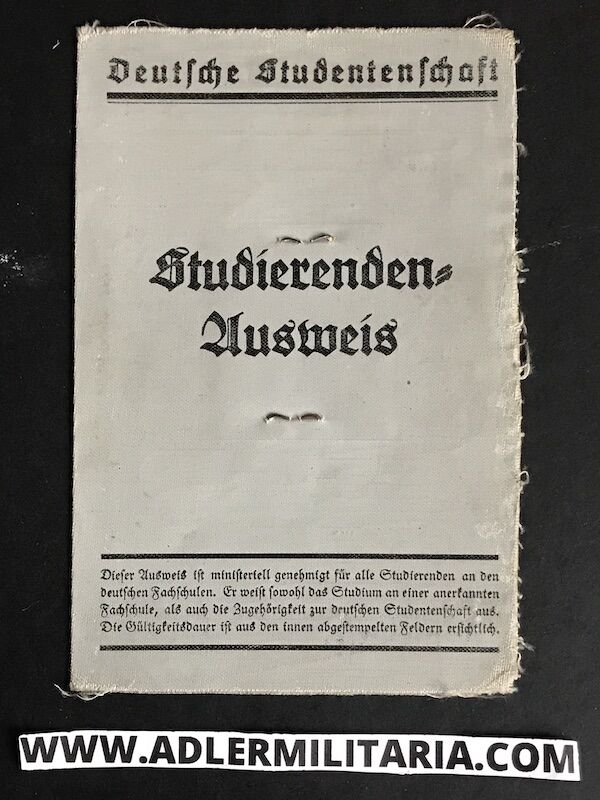 Deutsche Studentenschaft
Studierenden-
Ausweis
Dieser Ausweis ist ministeriell genehmigt für alle Studierenden an den
deutschen Fachschulen. Er weist sowohl das Studium an einer anerkannten
Fachschule, als auch die Zugehörigkeit zur deutschen Studentenschaft aus.
Die Gültigkeitsdauer ist aus den innen abgestempelten Feldern ersichtlich.
WWW.ADLERMILITARIA.COM